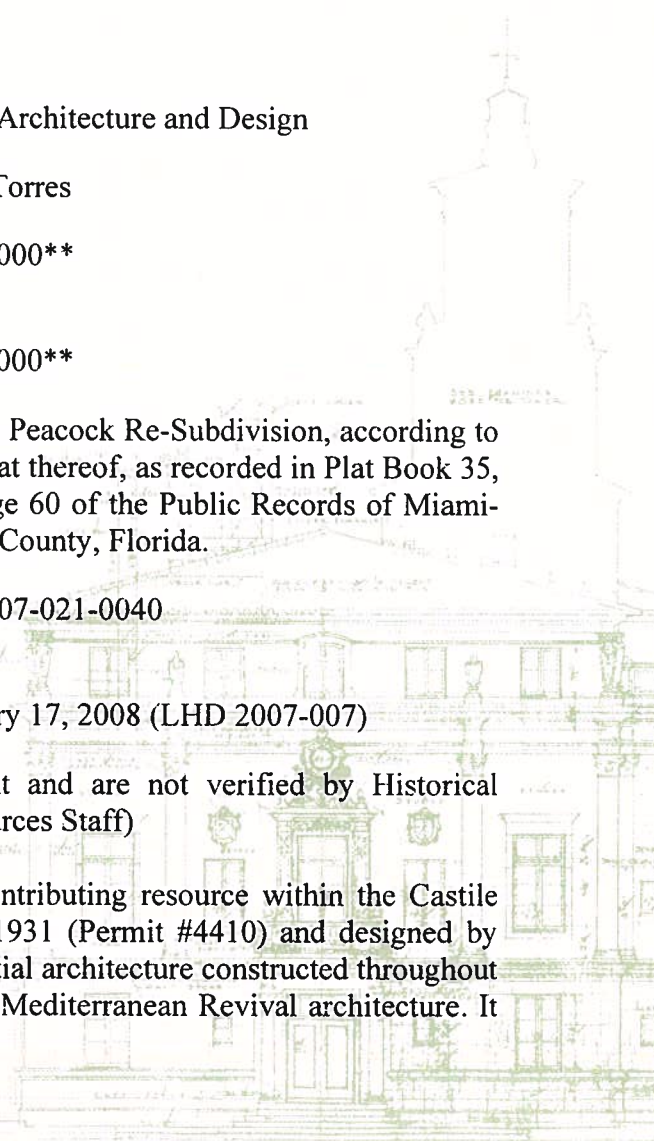 Architecture and Design
Torres
000**
000**
Peacock Re-Subdivision, according to
at thereof, as recorded in Plat Book 35,
ge 60 of the Public Records of Miami-
County, Florida.
07-021-0040
ry 17, 2008 (LHD 2007-007)
t and are not verified by Historical
rces Staff)
ntributing resource within the Castile
1931 (Permit #4410) and designed by
tial architecture constructed throughout
Mediterranean Revival architecture. It